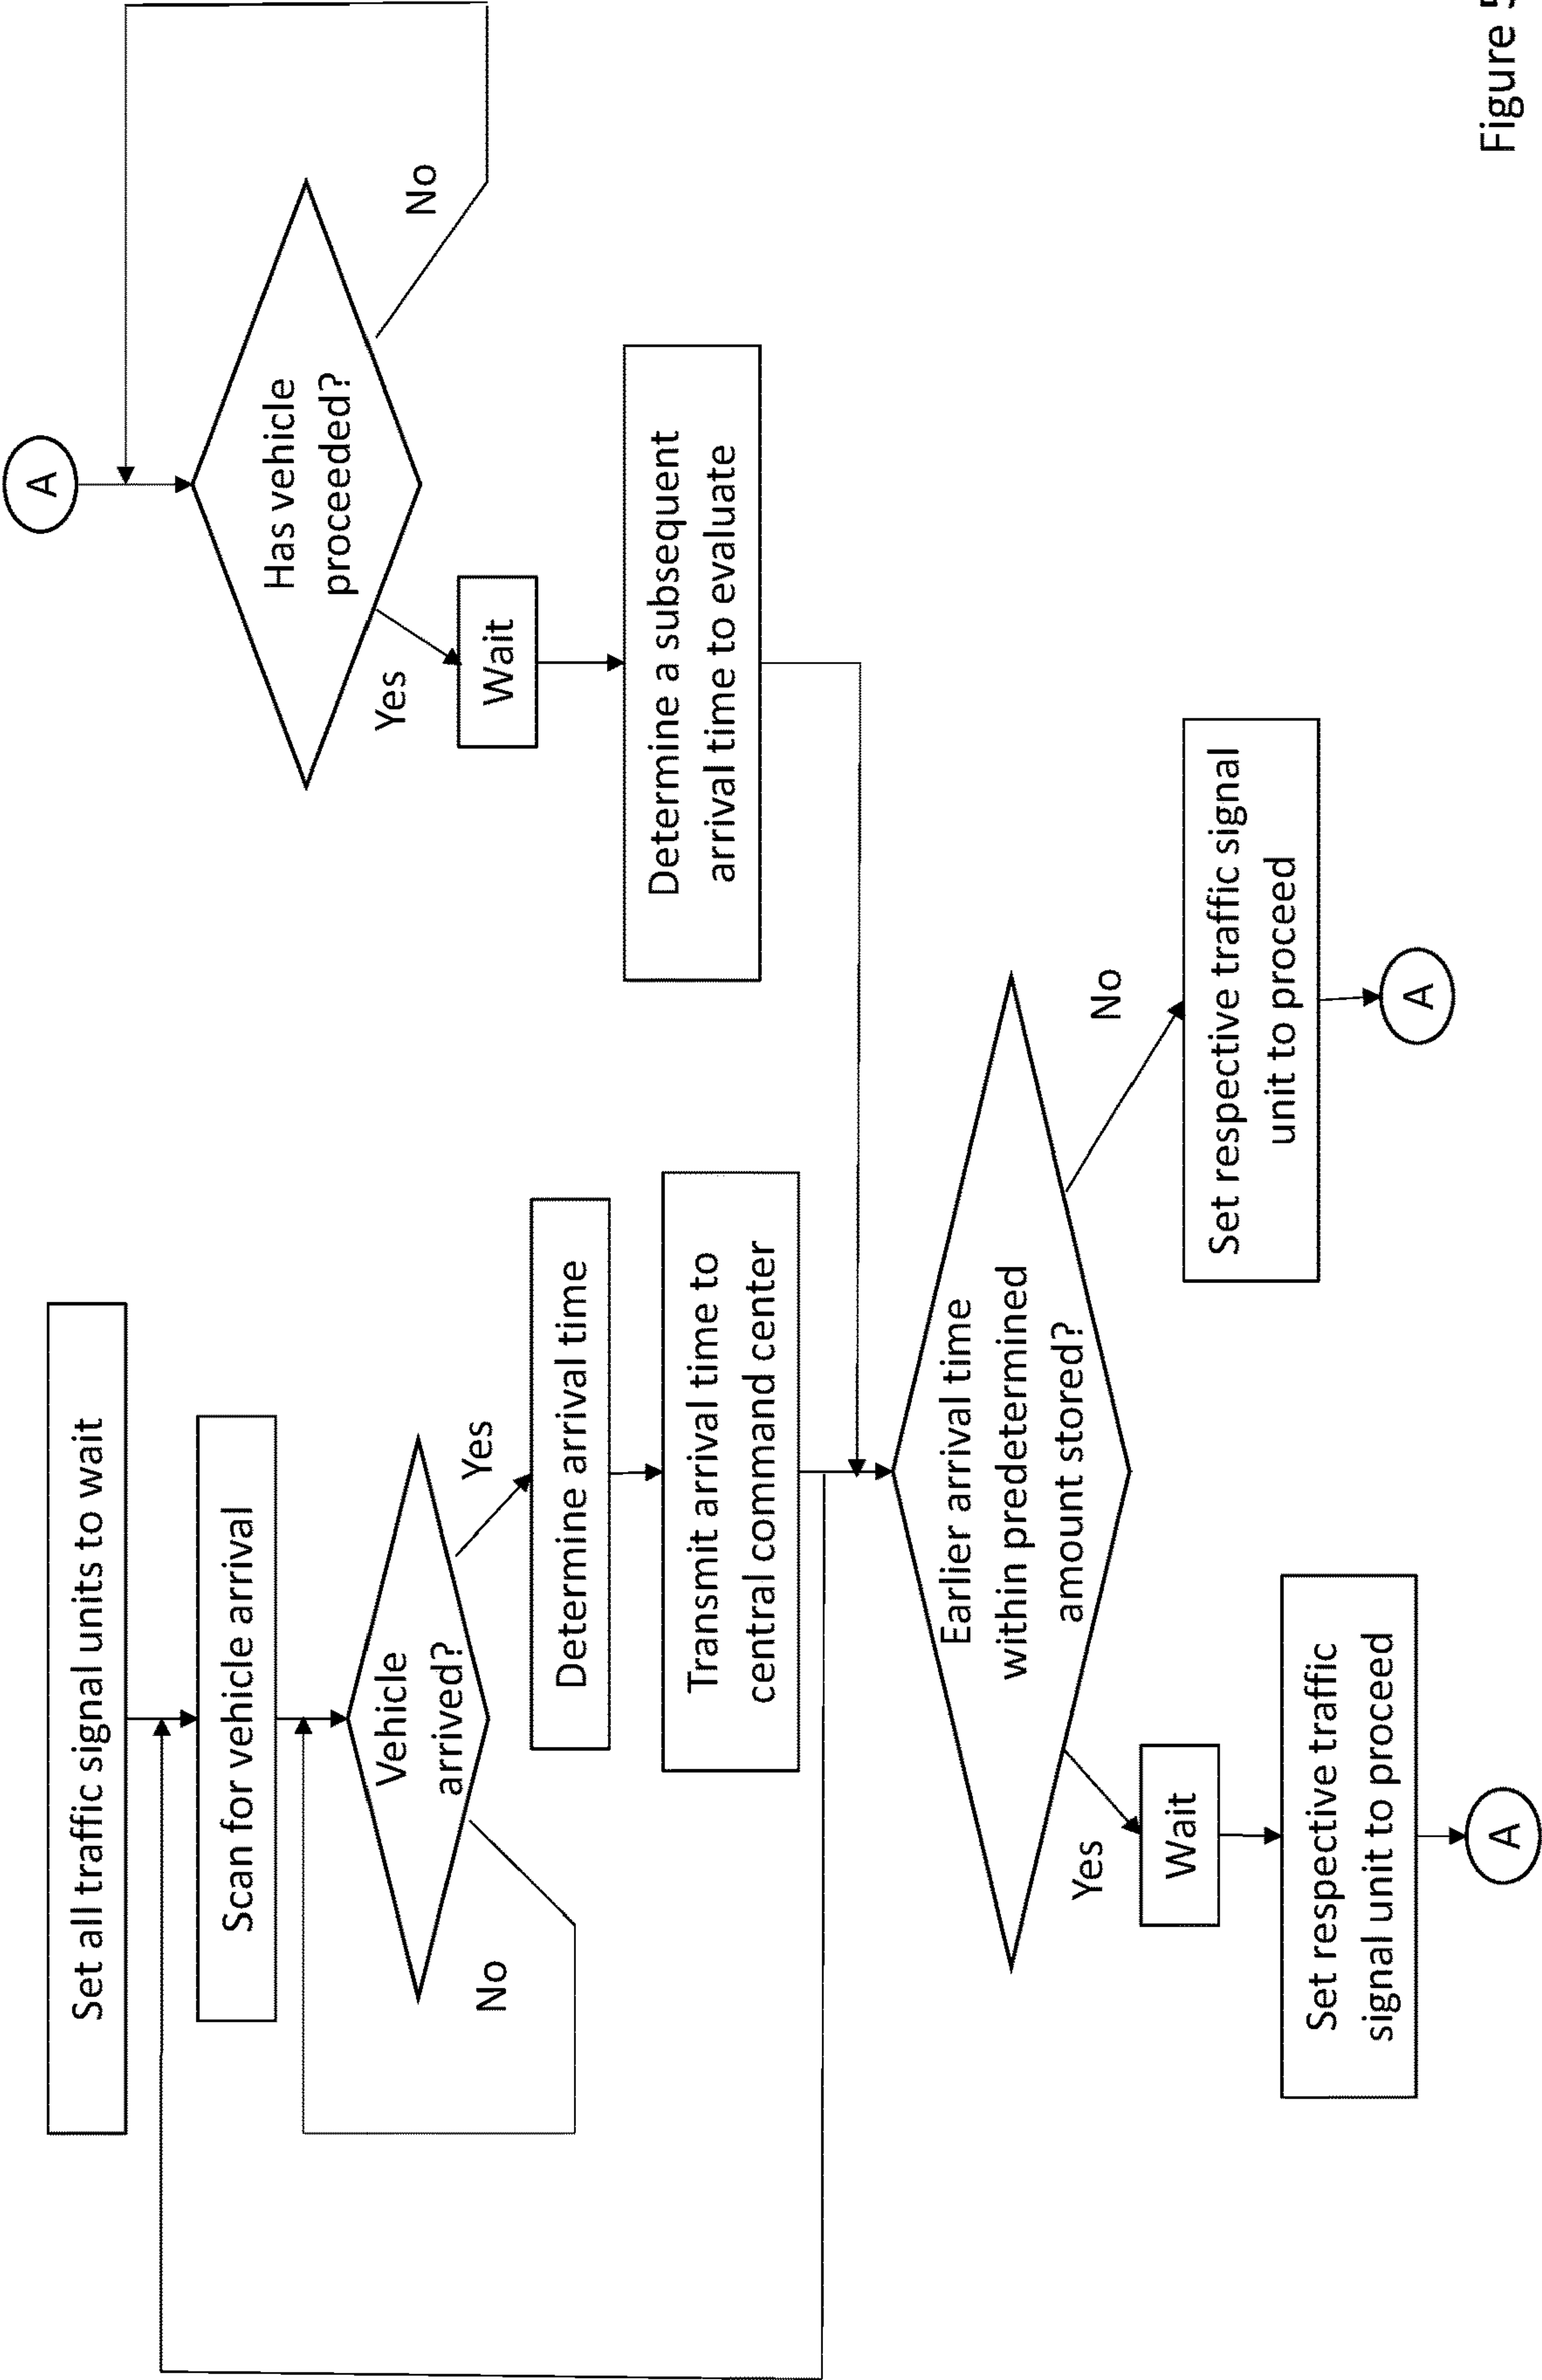 Set all traffic signal units to wait
Scan for vehicle arrival
Vehicle
arrived?
No
Yes
Determine arrival time
Transmit arrival time to
central command center
Earlier arrival time
within predetermined
amount stored?
Yes
Wait
Set respective traffic
signal unit to proceed
A
No
Set respective traffic signal
unit to proceed
A
A
Has vehicle
proceeded?
No
Yes
Wait
Determine a subsequent
arrival time to evaluate
Figure 5